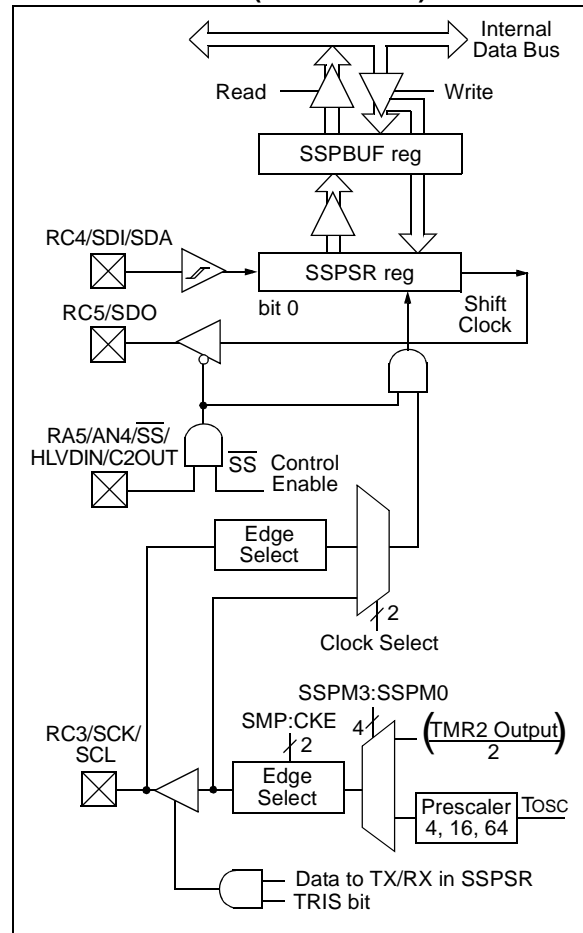 Internal
Data Bus
Read
Write
SSPBUF reg
RC4/SDI/SDA
SSPSR reg
bit 0
Shift
Clock
RC5/SDO
RA5/AN4/SS/
HLVDIN/C2OUT
SS
Control
Enable
Edge
Select
2
Clock Select
SSPM3:SSPM0
SMP:CKE
4
2
(TMR2 Output)
2
RC3/SCK/
SCL
Edge
Select
Prescaler
4, 16, 64
TOSC
Data to TX/RX in SSPSR
TRIS bit